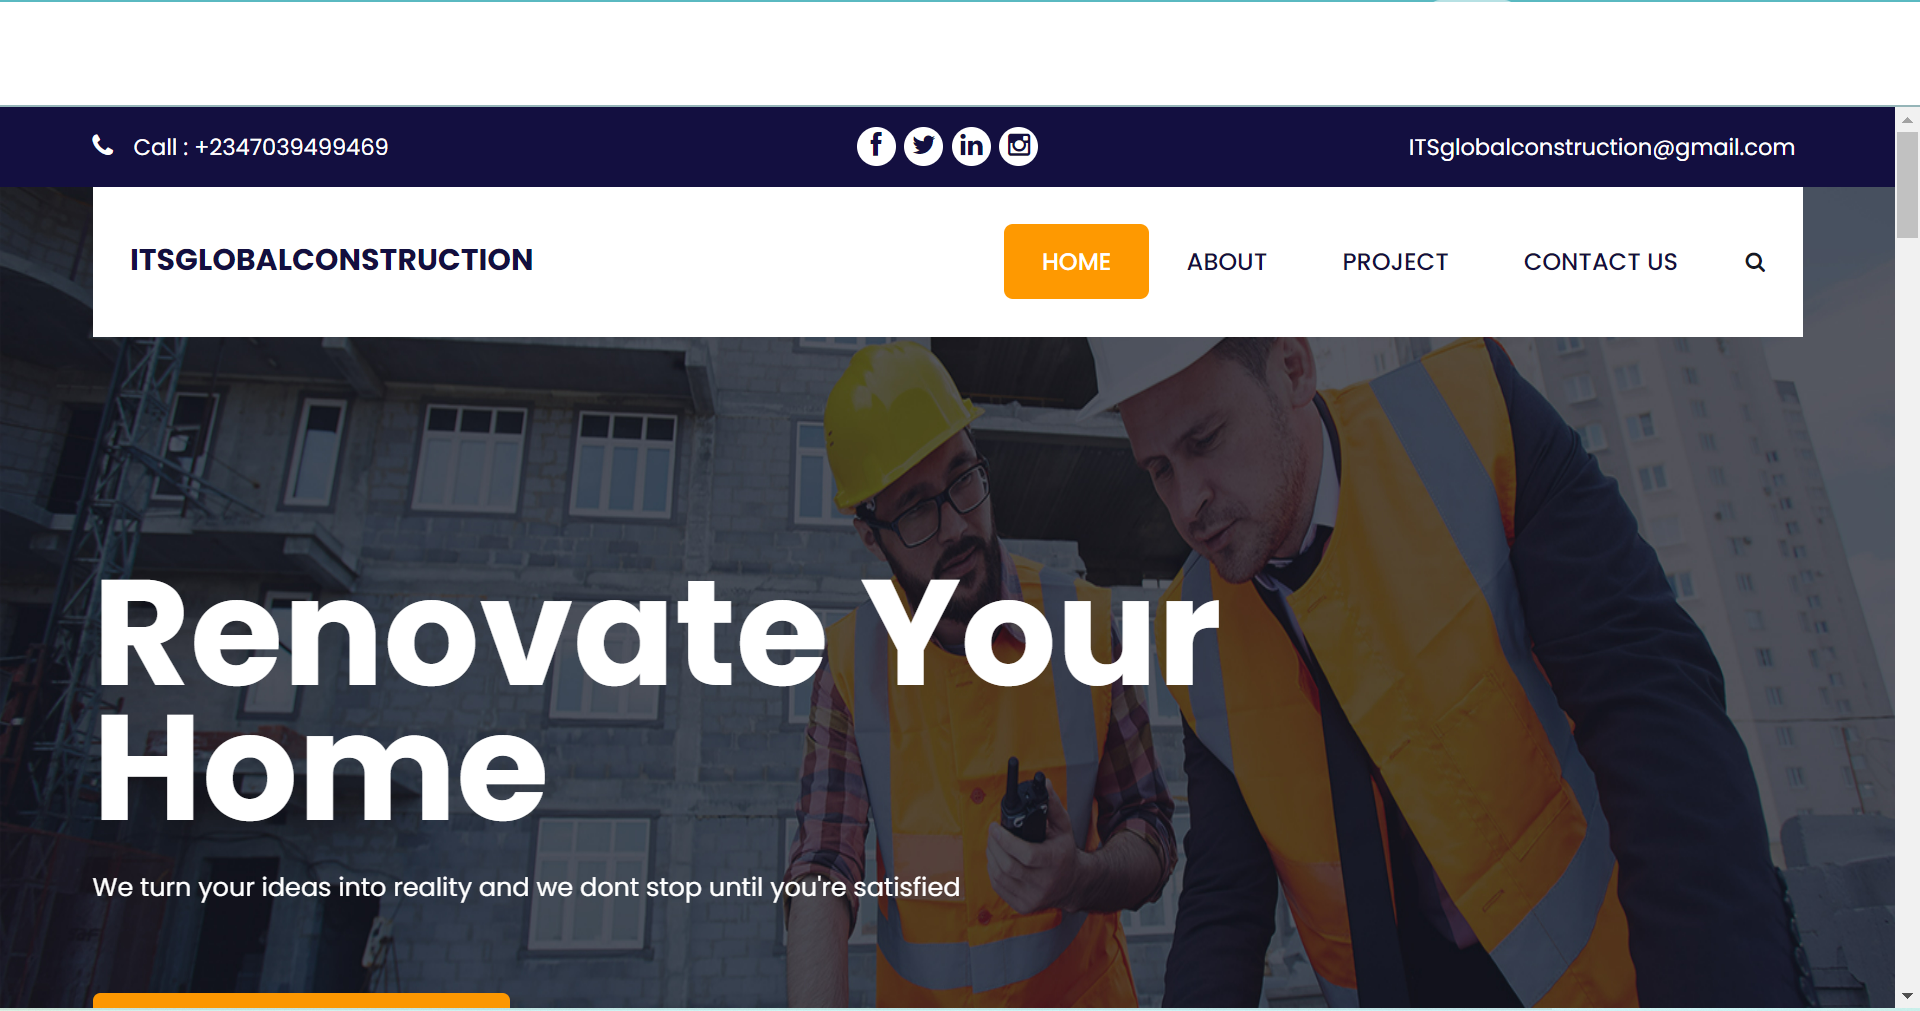 Call : +2347039499469
ITSglobalconstruction@gmail.com
ITSGLOBALCONSTRUCTION
HOME
ABOUT
PROJECT
CONTACT US
Renovate Your
Home
We turn your ideas into reality and we dont stop until you're satisfied